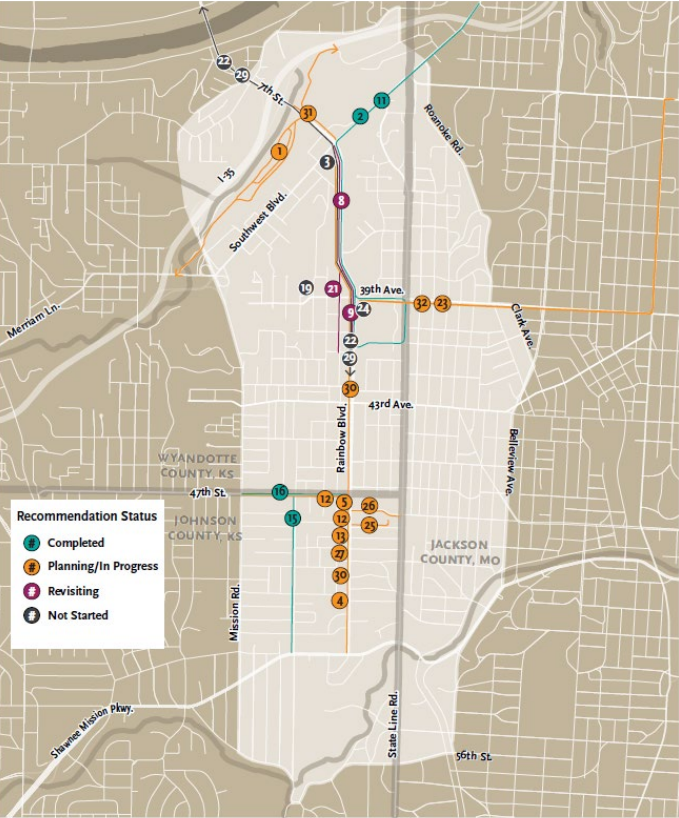 22
29
7th St.
31
11
2
Roanoke Rd.
1
3
I-35
8
Southwest Blvd.
19
21
39th Ave.
32
23
9
24
Merriam Ln.
Clark Ave.
22
29
30
43rd Ave.
Rainbow Blvd.
Belleview Ave.
WYANDOTTE
COUNTY, KS
47th St.
16
12
5
26
15
12
25
JOHNSON
COUNTY, KS
13
27
JACKSON
COUNTY, MO
30
4
Recommendation Status
# Completed
# Planning/In Progress
# Revisiting
# Not Started
Mission Rd.
Shawnee Mission Pkwy.
State Line Rd.
56th St.